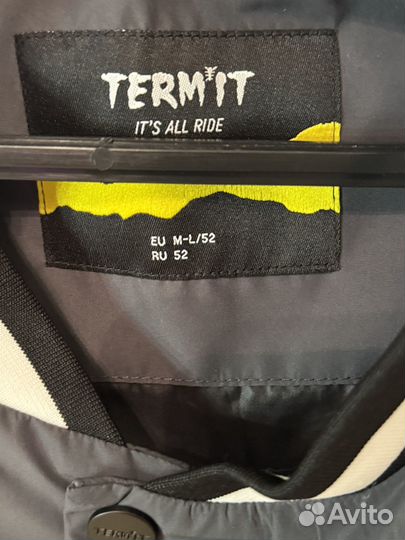 TERMIT
IT'S ALL RIDE
EU M-L/52
RU 52
TERMIT
Avito